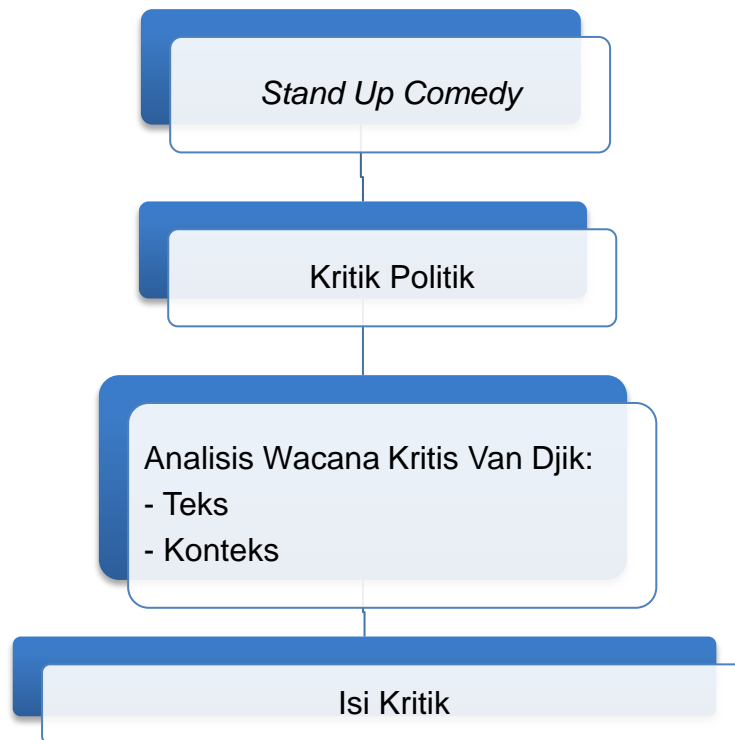 Stand Up Comedy
Kritik Politik
Analisis Wacana Kritis Van Djik:
- Teks
- Konteks
Isi Kritik